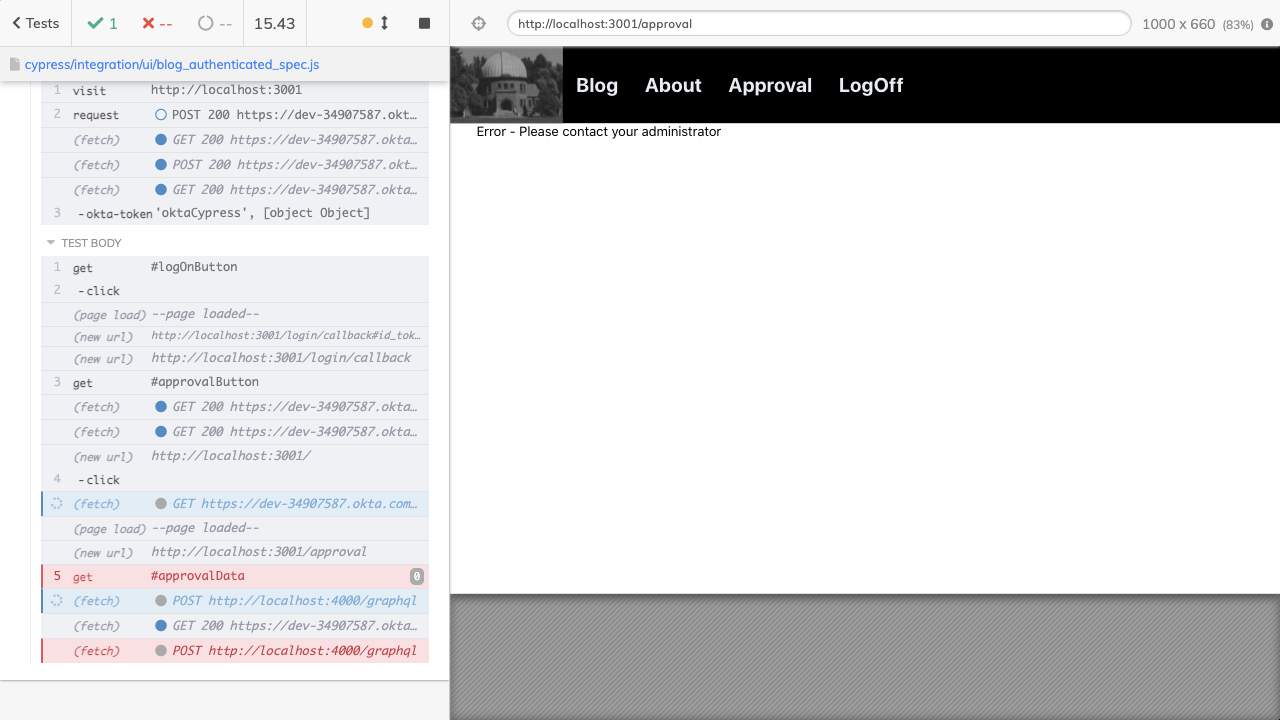 Tests
1
--
--
15.43
http://localhost:3001/approval
1000 x 660 (83%)
cypress/integration/ui/blog_authenticated_spec.js
1 visit http://localhost:3001
2 request POST 200 https://dev-34907587.okt…
(fetch) GET 200 https://dev-34907587.okta…
(fetch) POST 200 https://dev-34907587.okt…
(fetch) GET 200 https://dev-34907587.okta…
3 -okta-token 'oktaCypress', [object Object]
TEST BODY
1 get #logOnButton
2 -click
(page load) --page loaded--
(new url) http://localhost:3001/login/callback#id_tok…
(new url) http://localhost:3001/login/callback
3 get #approvalButton
(fetch) GET 200 https://dev-34907587.okta…
(fetch) GET 200 https://dev-34907587.okta…
(new url) http://localhost:3001/
4 -click
(fetch) GET https://dev-34907587.okta.com…
(page load) --page loaded--
(new url) http://localhost:3001/approval
5 get #approvalData 0
(fetch) POST http://localhost:4000/graphql
(fetch) GET 200 https://dev-34907587.okta…
(fetch) POST http://localhost:4000/graphql
Blog About Approval LogOff
Error - Please contact your administrator